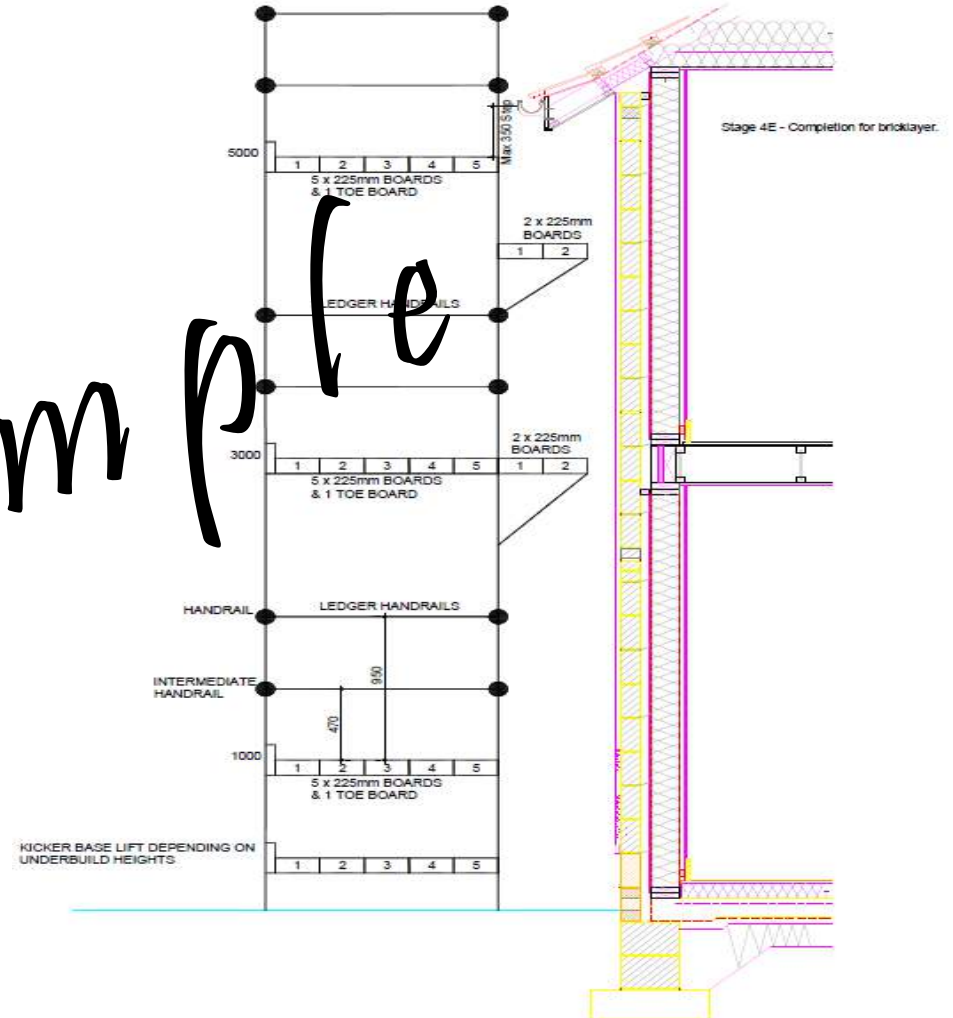 Stage 4E - Completion for bricklayer.
Max 350 Step
5000
1 2 3 4 5
5 x 225mm BOARDS
& 1 TOE BOARD
2 x 225mm
BOARDS
1 2
LEDGER HANDRAILS
mple
2 x 225mm
BOARDS
3000
1 2 3 4 5 1 2
5 x 225mm BOARDS
& 1 TOE BOARD
HANDRAIL
LEDGER HANDRAILS
950
INTERMEDIATE
HANDRAIL
470
1000
1 2 3 4 5
5 x 225mm BOARDS
& 1 TOE BOARD
KICKER BASE LIFT DEPENDING ON
UNDERBUILD HEIGHTS
1 2 3 4 5